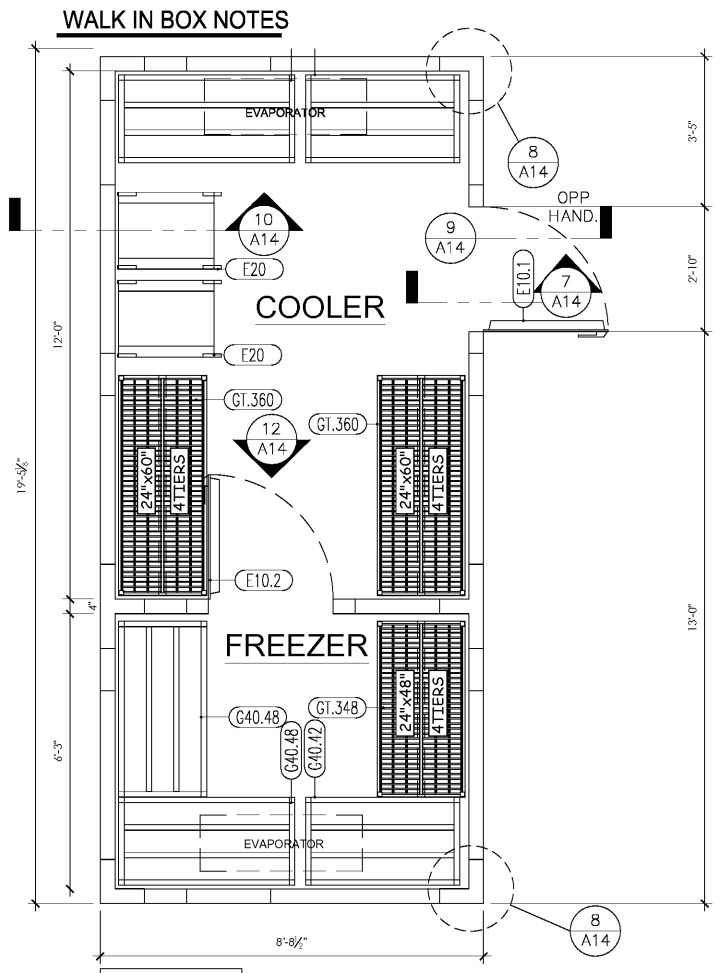 WALK IN BOX NOTES
EVAPORATOR
3'-5"
8
A14
OPP
HAND.
10
A14
9
A14
E20
E10.1
7
A14
2'-10"
COOLER
12'-0"
E20
GT.360
GT.360
12
A14
24"x60"
4TIERS
24"x60"
4TIERS
19'-5⅛"
E10.2
4"
13'-0"
FREEZER
24"x48"
4TIERS
GT.348
G40.48
G40.48
G40.42
6'-3"
EVAPORATOR
8
A14
8'-8½"